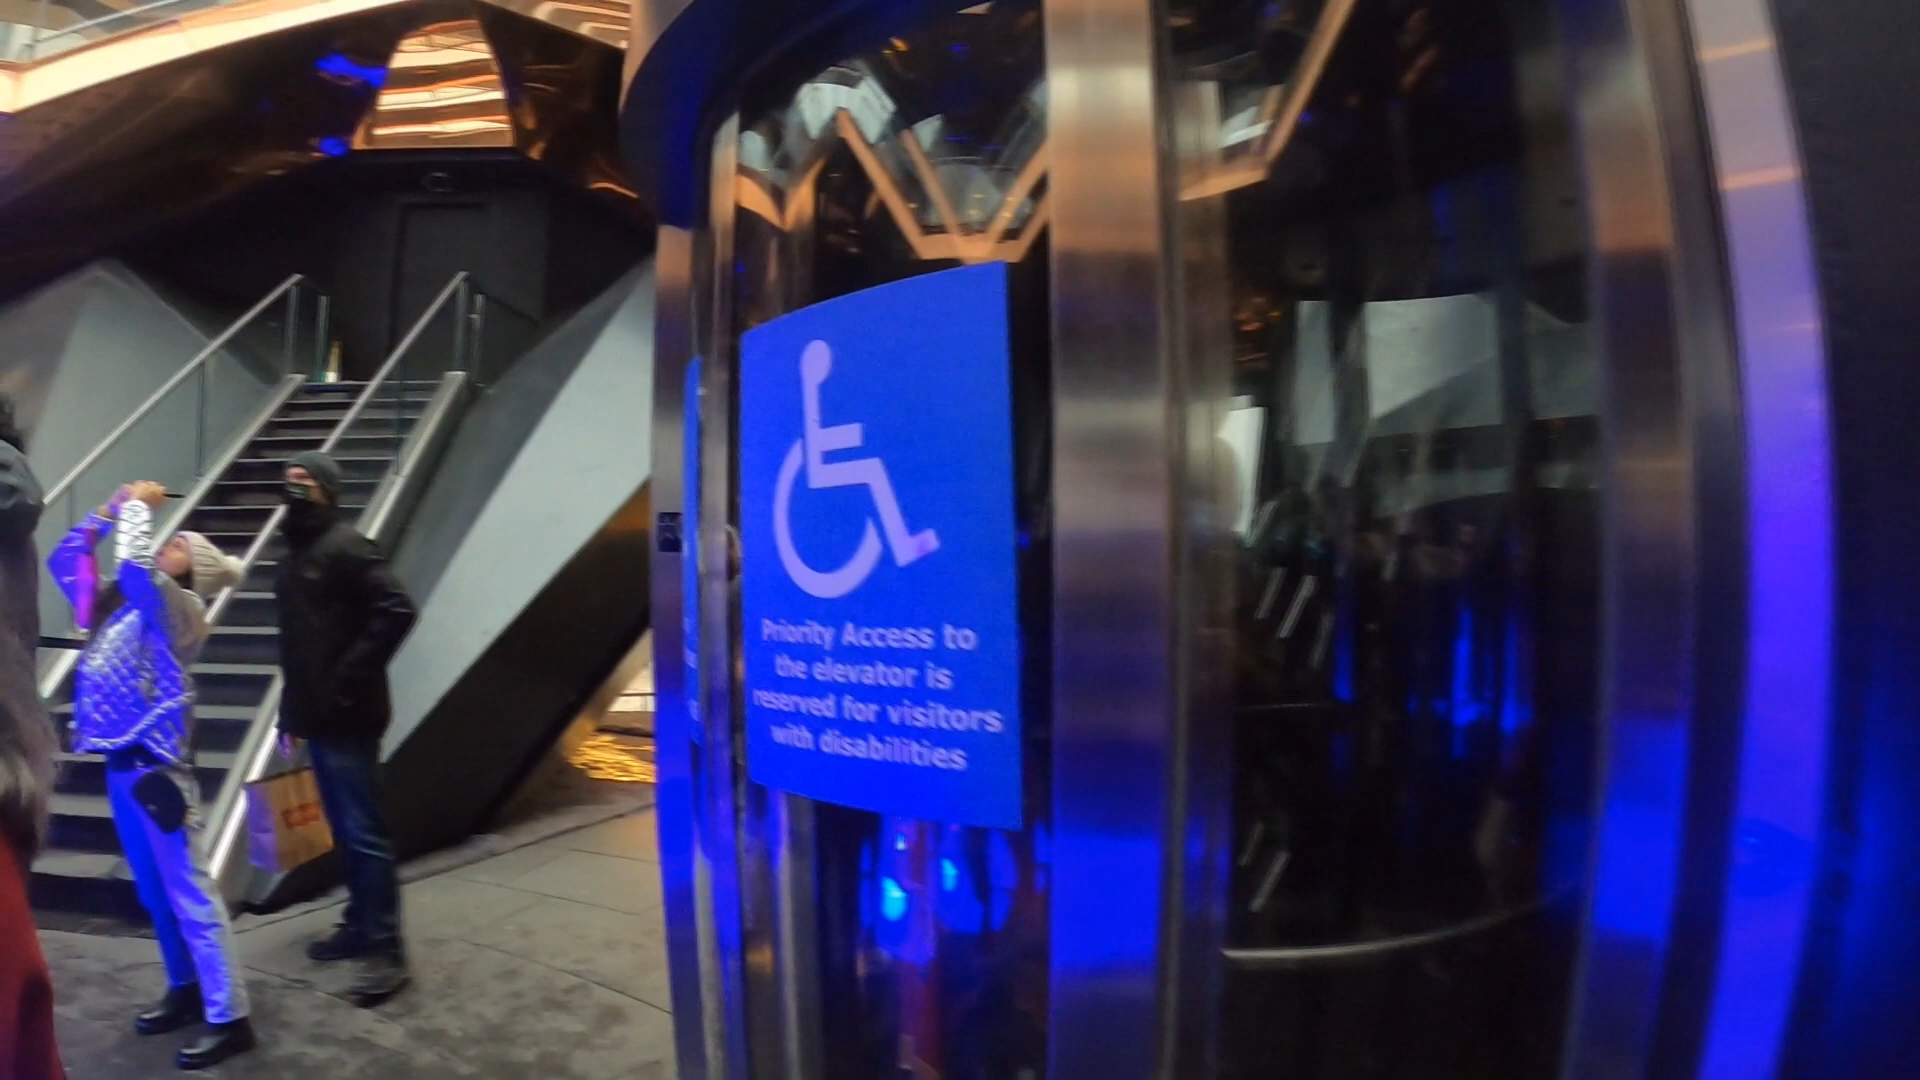 Priority Access to
the elevator is
reserved for visitors
with disabilities